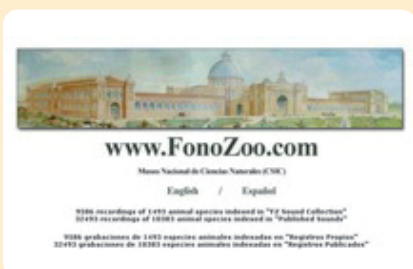 www.FonoZoo.com
Museo Nacional de Ciencias Naturales (CSIC)
English / Español
9386 recordings of 1493 animal species indexed in "FZ Sound Collection"
32493 recordings of 10383 animal species indexed in "Published Sounds"
9386 grabaciones de 1493 especies animales indexadas en "Registros Propios"
32493 grabaciones de 10383 especies animales indexadas en "Registros Publicados"